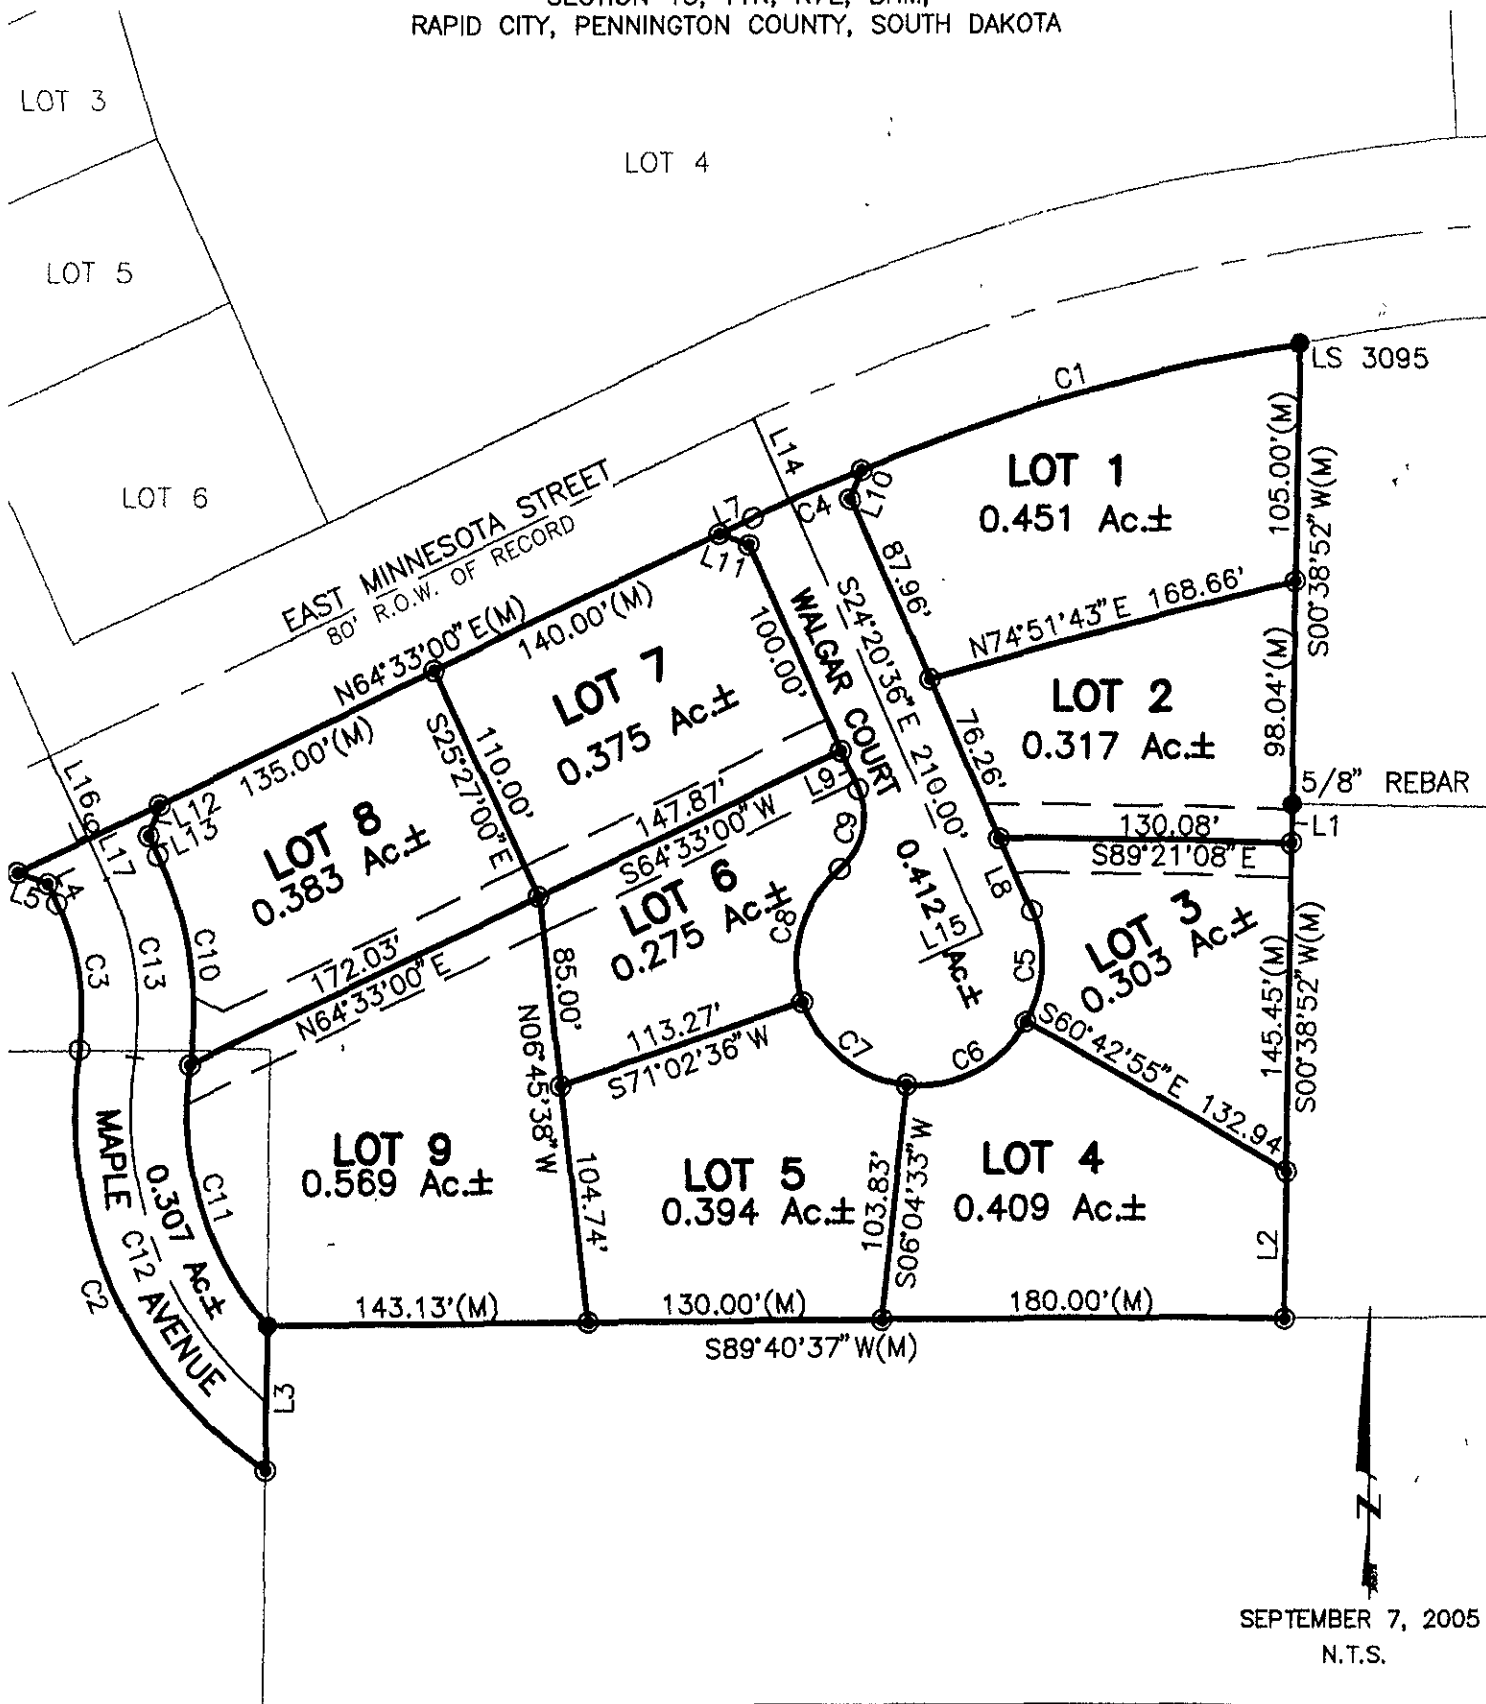 RAPID CITY, PENNINGTON COUNTY, SOUTH DAKOTA
LOT 3
LOT 4
LOT 5
LOT 6
LS 3095
C1
105.00'(M)
S00°38'52"W(M)
L14
L10
LOT 1
0.451 Ac.±
L7
C4
L11
EAST MINNESOTA STREET
80' R.O.W. OF RECORD
N64°33'00"E(M)
140.00'(M)
135.00'(M)
87.96'
N74°51'43"E 168.66'
WALGAR COURT
S24°20'36"E 210.00'
0.412 Ac.±
100.00'
LOT 7
0.375 Ac.±
S25°27'00"E
110.00'
LOT 2
0.317 Ac.±
98.04'(M)
76.26'
5/8" REBAR
L1
130.08'
S89°21'08"E
L16
L6
L12
L13
L17
L4
L5
LOT 8
0.383 Ac.±
147.87'
S64°33'00"W
L9
C9
LOT 6
0.275 Ac.±
C8
L8
L15
C5
LOT 3
0.303 Ac.±
145.45'(M)
S00°38'52"W(M)
C3
C13
C10
172.03'
N64°33'00"E
85.00'
N06°45'38"W
113.27'
S71°02'36"W
C7
C6
S60°42'55"E 132.94'
MAPLE AVENUE
C12
0.307 Ac.±
C11
C2
LOT 9
0.569 Ac.±
104.74'
LOT 5
0.394 Ac.±
103.83'
S06°04'33"W
LOT 4
0.409 Ac.±
L2
143.13'(M)
130.00'(M)
180.00'(M)
S89°40'37"W(M)
L3
N
SEPTEMBER 7, 2005
N.T.S.